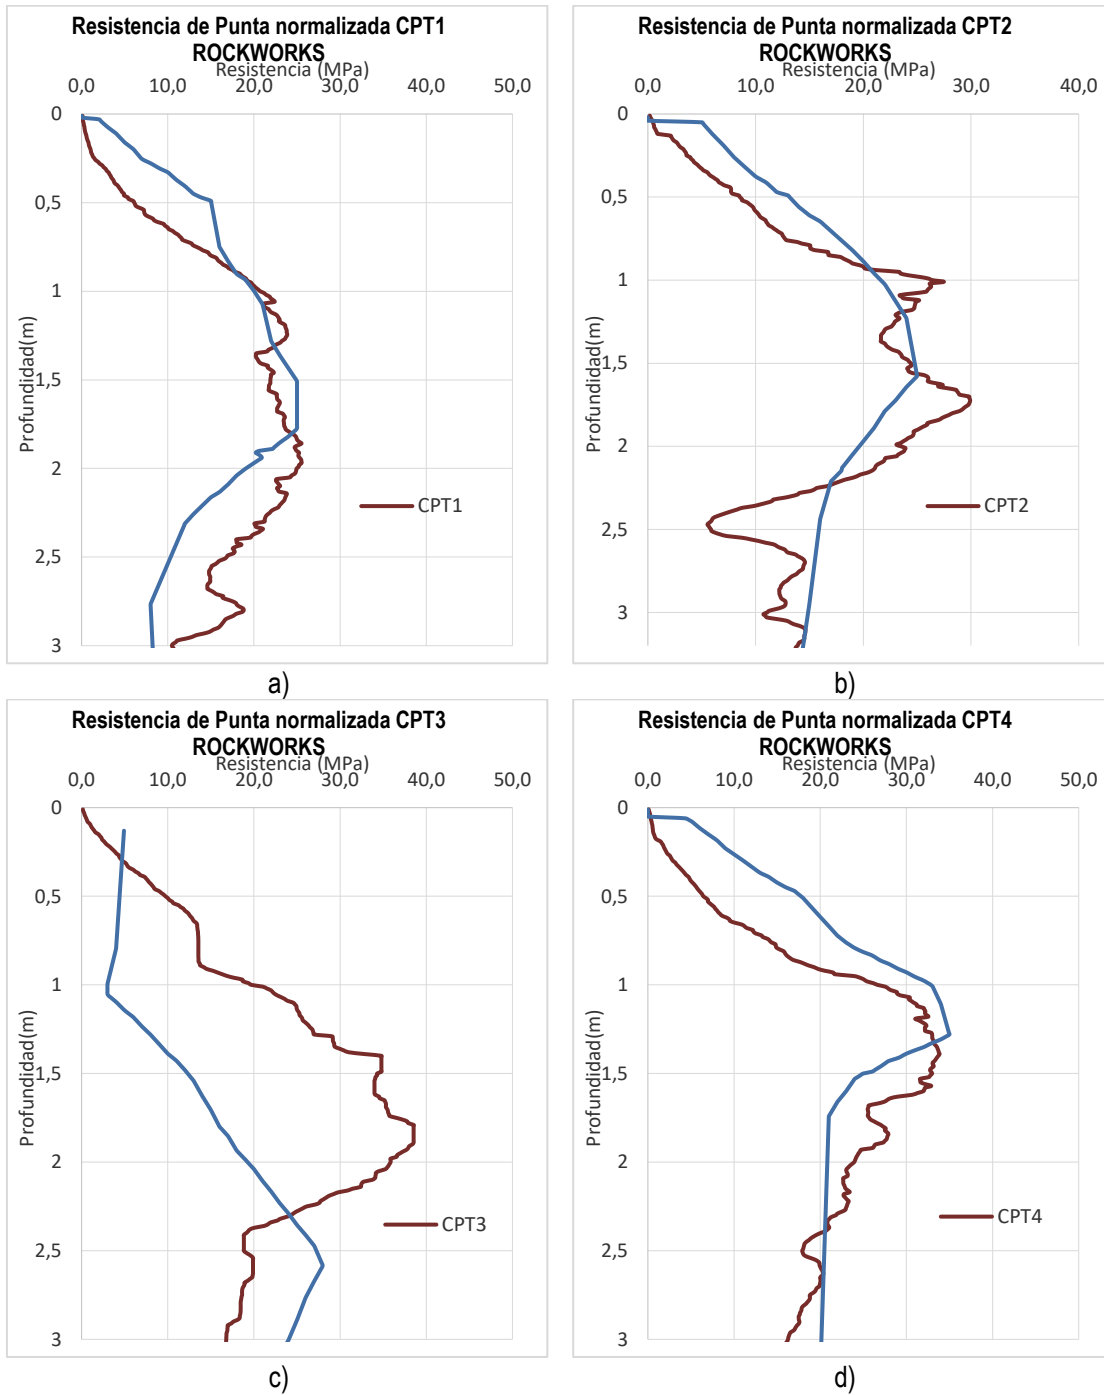 Resistencia de Punta normalizada CPT1
ROCKWORKS
Resistencia (MPa)
0,0 10,0 20,0 30,0 40,0 50,0
0
0,5
1
1,5
2
2,5
3
Profundidad(m)
CPT1
a)
Resistencia de Punta normalizada CPT2
ROCKWORKS
Resistencia (MPa)
0,0 10,0 20,0 30,0 40,0
0
0,5
1
1,5
2
2,5
3
Profundidad(m)
CPT2
b)
Resistencia de Punta normalizada CPT3
ROCKWORKS
Resistencia (MPa)
0,0 10,0 20,0 30,0 40,0 50,0
0
0,5
1
1,5
2
2,5
3
Profundidad(m)
CPT3
c)
Resistencia de Punta normalizada CPT4
ROCKWORKS
Resistencia (MPa)
0,0 10,0 20,0 30,0 40,0 50,0
0
0,5
1
1,5
2
2,5
3
Profundidad(m)
CPT4
d)